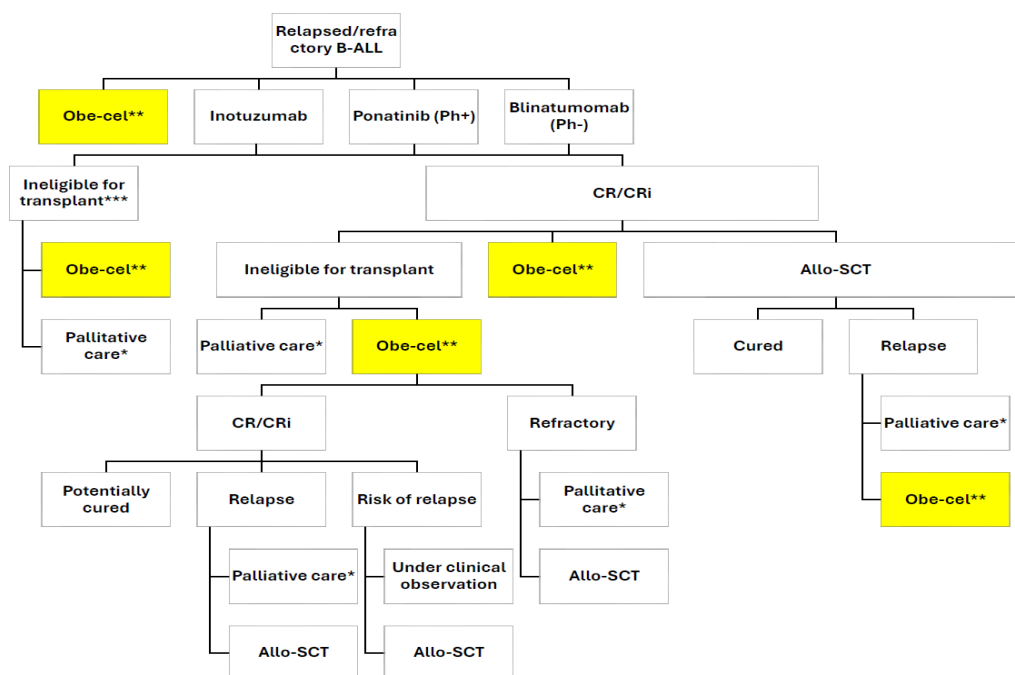 Relapsed/refra
ctory B-ALL
Obe-cel**
Inotuzumab
Ponatinib (Ph+)
Blinatumomab
(Ph-)
Ineligible for
transplant***
CR/CRi
Obe-cel**
Ineligible for transplant
Obe-cel**
Allo-SCT
Pallitative
care*
Palliative care*
Obe-cel**
Cured
Relapse
CR/CRi
Refractory
Palliative care*
Potentially
cured
Relapse
Risk of relapse
Pallitative
care*
Obe-cel**
Palliative care*
Under clinical
observation
Allo-SCT
Allo-SCT
Allo-SCT